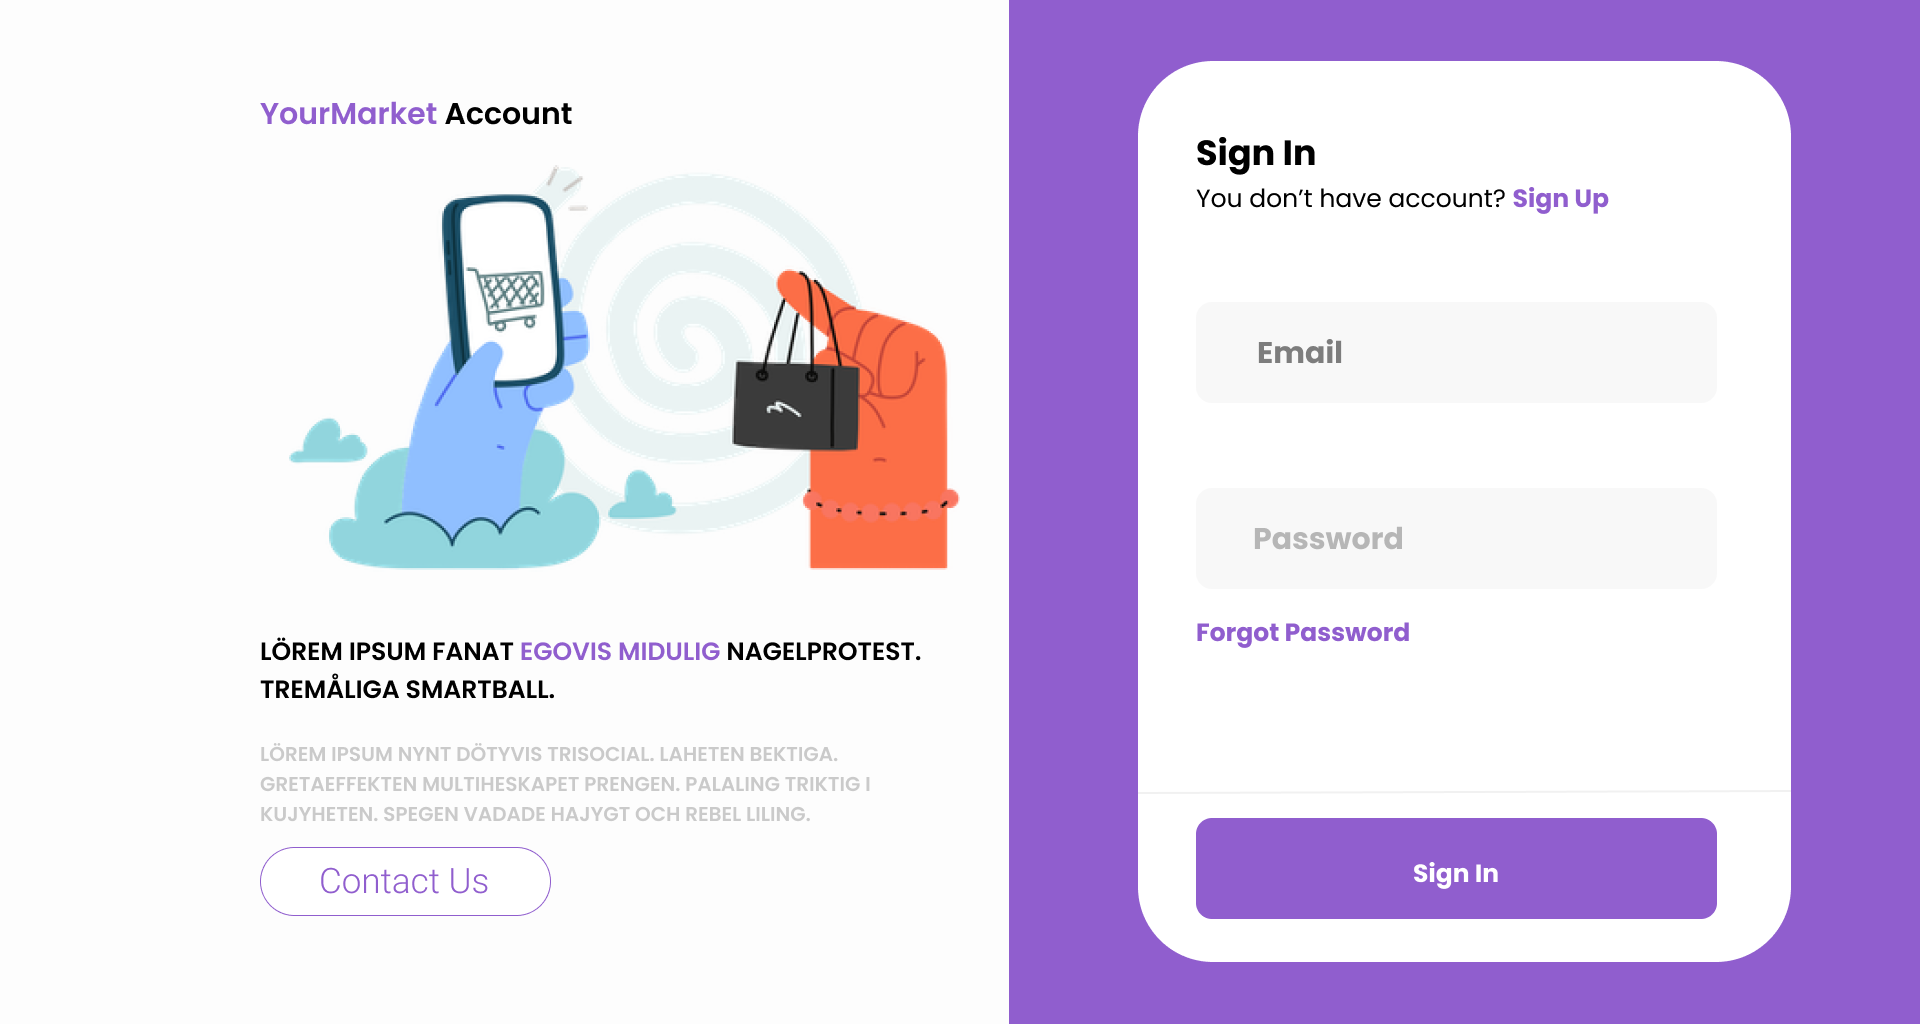 YourMarket Account
LÖREM IPSUM FANAT EGOVIS MIDULIG NAGELPROTEST.
TREMÅLIGA SMARTBALL.
LÖREM IPSUM NYNT DÖTYVIS TRISOCIAL. LAHETEN BEKTIGA.
GRETAEFFEKTEN MULTIHESKAPET PRENGEN. PALALING TRIKTIG I
KUJYHETEN. SPEGEN VADADE HAJYGT OCH REBEL LILING.
Contact Us
Sign In
You don’t have account? Sign Up
Email
Password
Forgot Password
Sign In